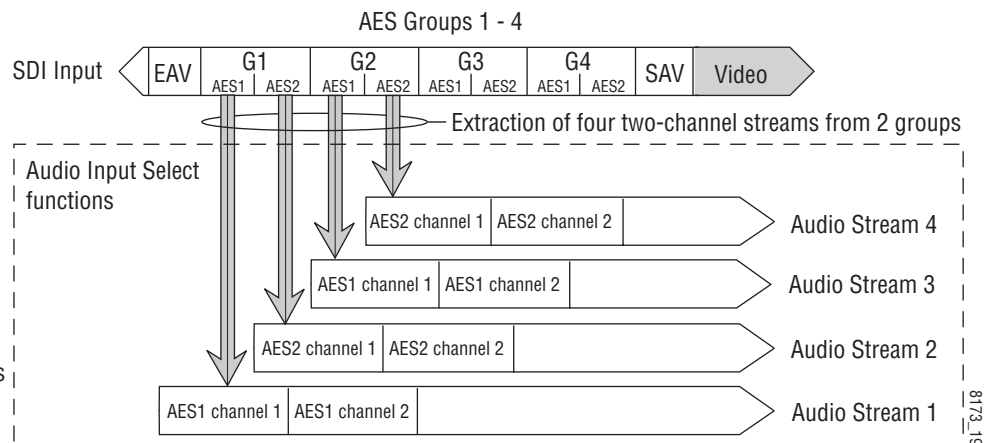 AES Groups 1 - 4
SDI Input
EAV
G1
G2
G3
G4
SAV
Video
AES1
AES2
AES1
AES2
AES1
AES2
AES1
AES2
Extraction of four two-channel streams from 2 groups
Audio Input Select
functions
AES2 channel 1
AES2 channel 2
Audio Stream 4
AES1 channel 1
AES1 channel 2
Audio Stream 3
AES2 channel 1
AES2 channel 2
Audio Stream 2
s
AES1 channel 1
AES1 channel 2
Audio Stream 1